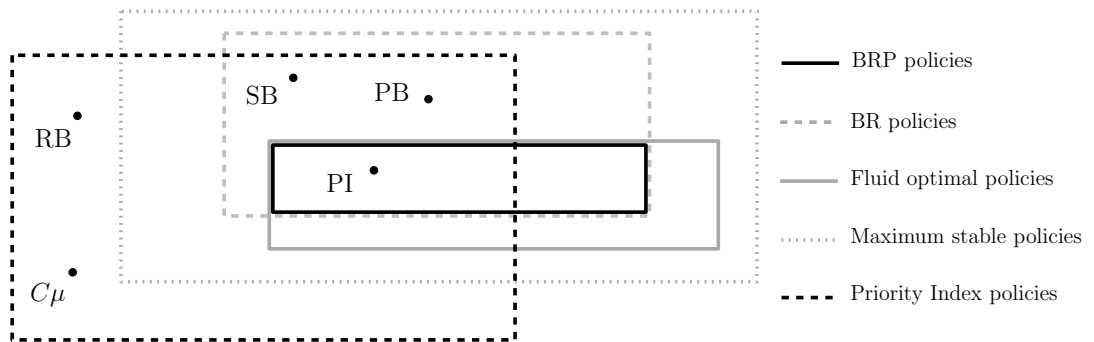 SB
PB
RB
PI
Cμ
BRP policies
BR policies
Fluid optimal policies
Maximum stable policies
Priority Index policies